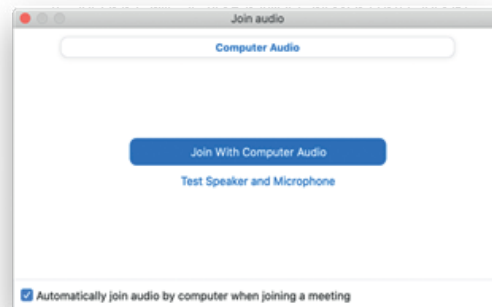 Join audio
Computer Audio
Join With Computer Audio
Test Speaker and Microphone
Automatically join audio by computer when joining a meeting